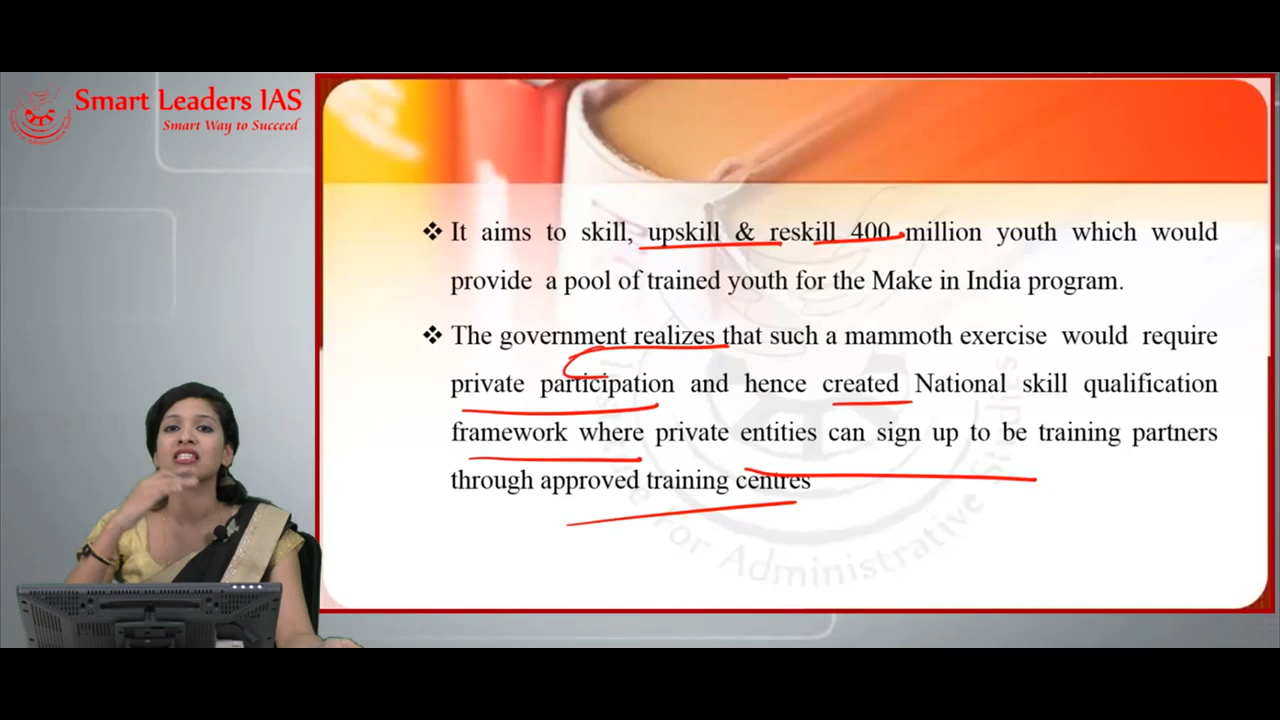 Smart Leaders IAS
Smart Way to Succeed
❖ It aims to skill, upskill & reskill 400 million youth which would
provide a pool of trained youth for the Make in India program.
❖ The government realizes that such a mammoth exercise would require
private participation and hence created National skill qualification
framework where private entities can sign up to be training partners
through approved training centres
for Administrative Studies